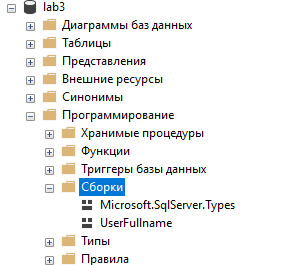 lab3
Диаграммы баз данных
Таблицы
Представления
Внешние ресурсы
Синонимы
Программирование
Хранимые процедуры
Функции
Триггеры базы данных
Сборки
Microsoft.SqlServer.Types
UserFullname
Типы
Правила